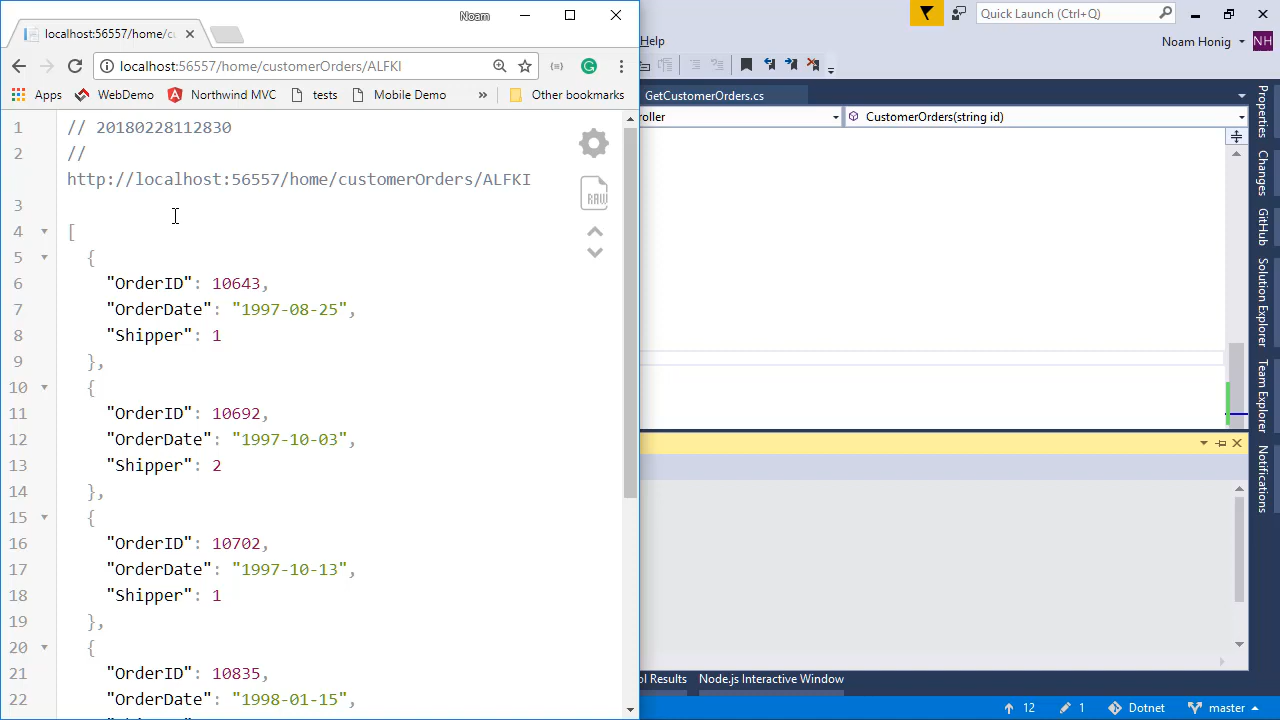 Noam
localhost:56557/home/cu
localhost:56557/home/customerOrders/ALFKI
Apps
WebDemo
Northwind MVC
tests
Mobile Demo
»
Other bookmarks
1 // 20180228112830
2 //
http://localhost:56557/home/customerOrders/ALFKI
3
4 [
5 {
6 "OrderID": 10643,
7 "OrderDate": "1997-08-25",
8 "Shipper": 1
9 },
10 {
11 "OrderID": 10692,
12 "OrderDate": "1997-10-03",
13 "Shipper": 2
14 },
15 {
16 "OrderID": 10702,
17 "OrderDate": "1997-10-13",
18 "Shipper": 1
19 },
20 {
21 "OrderID": 10835,
22 "OrderDate": "1998-01-15",
RAW
Quick Launch (Ctrl+Q)
Help
Noam Honig
NH
GetCustomerOrders.cs
ller
CustomerOrders(string id)
Properties
Changes
GitHub
Solution Explorer
Team Explorer
Notifications
ol Results
Node.js Interactive Window
12
1
Dotnet
master